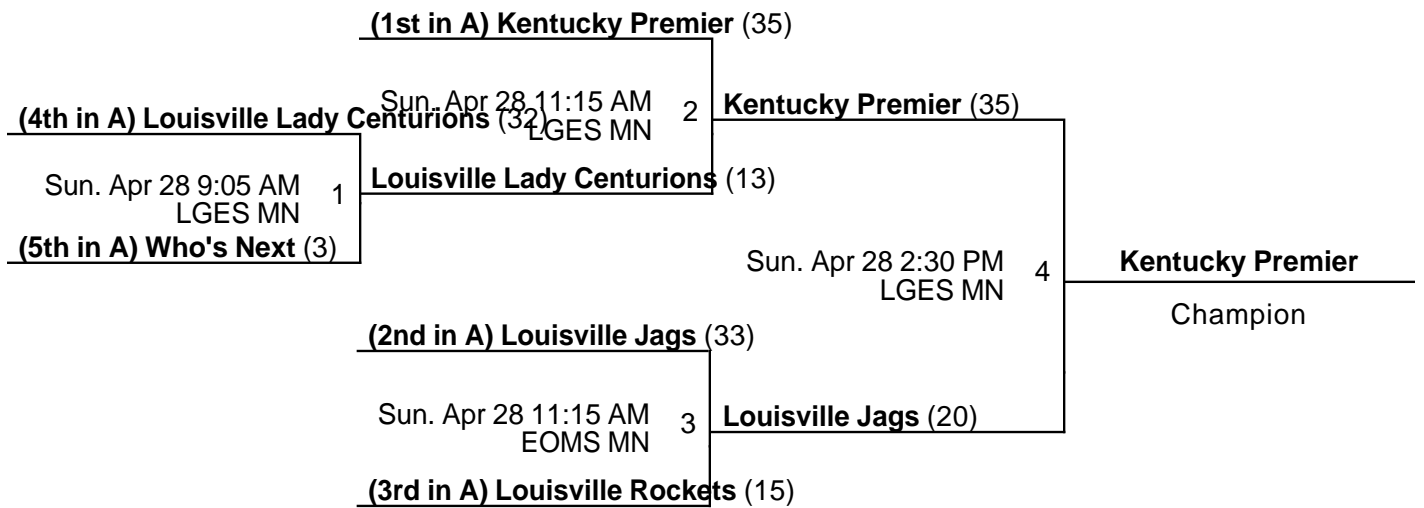 (1st in A) Kentucky Premier (35)
Sun. Apr 28 11:15 AM
LGES MN
2
Kentucky Premier (35)
(4th in A) Louisville Lady Centurions (32)
Sun. Apr 28 9:05 AM
LGES MN
1
Louisville Lady Centurions (13)
(5th in A) Who's Next (3)
Sun. Apr 28 2:30 PM
LGES MN
4
Kentucky Premier
Champion
(2nd in A) Louisville Jags (33)
Sun. Apr 28 11:15 AM
EOMS MN
3
Louisville Jags (20)
(3rd in A) Louisville Rockets (15)